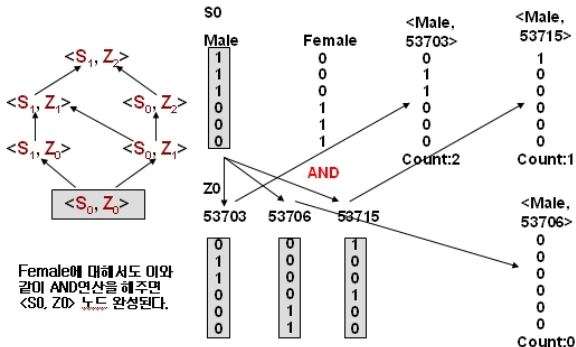 S0
Male Female <Male, 53703> <Male, 53715>
1 0 0 1
1 0 1 0
1 0 1 0
0 1 0 0
0 1 0 0
0 1 0 0
Count:2 Count:1
<S₁, Z₂>
<S₁, Z₁> <S₀, Z₂>
<S₁, Z₀> <S₀, Z₁>
<S₀, Z₀>
AND
Z0
53703 53706 53715
0 0 1
1 0 0
1 0 0
0 0 1
0 1 0
0 1 0
<Male,
53706>
0
0
0
0
0
0
Count:0
Female에 대해서도 이와
같이 AND연산을 해주면
<S0, Z0> 노드 완성된다.